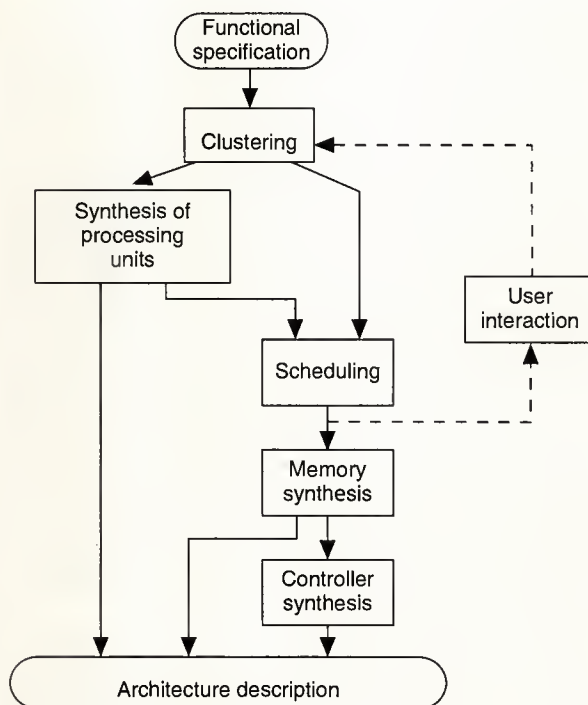 Functional
specification
Clustering
Synthesis of
processing
units
User
interaction
Scheduling
Memory
synthesis
Controller
synthesis
Architecture description